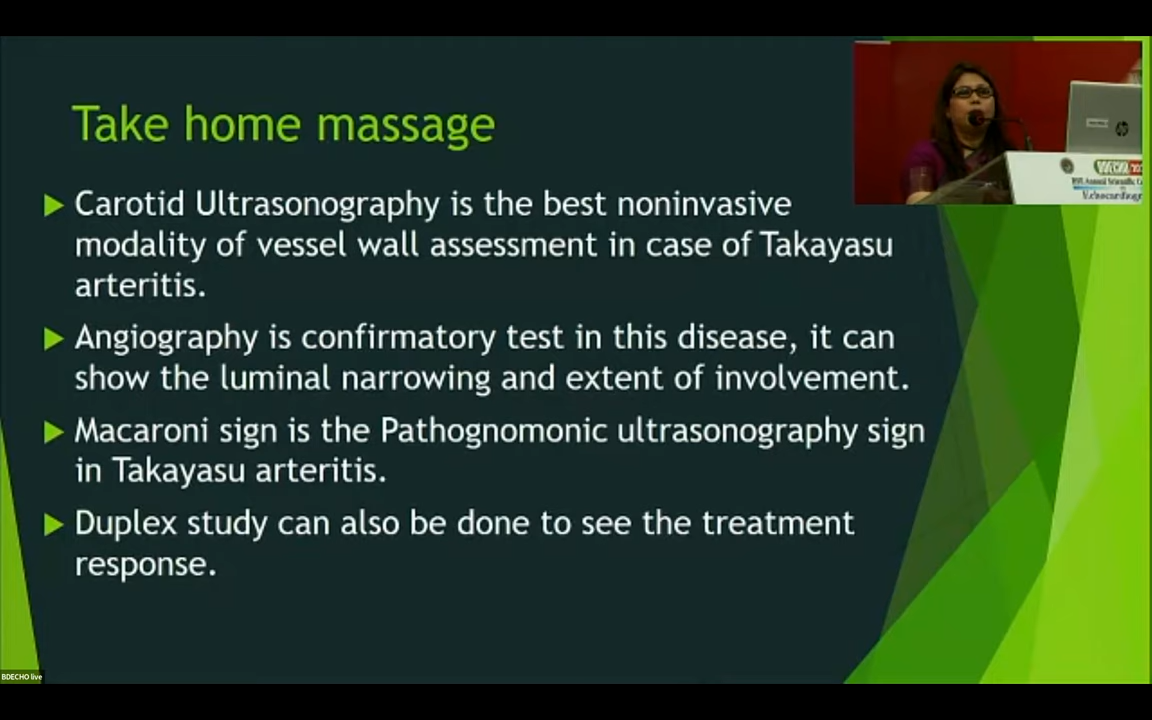 Take home massage
Carotid Ultrasonography is the best noninvasive
modality of vessel wall assessment in case of Takayasu
arteritis.
Angiography is confirmatory test in this disease, it can
show the luminal narrowing and extent of involvement.
Macaroni sign is the Pathognomonic ultrasonography sign
in Takayasu arteritis.
Duplex study can also be done to see the treatment
response.
hp
BDECHO
BDECHO live